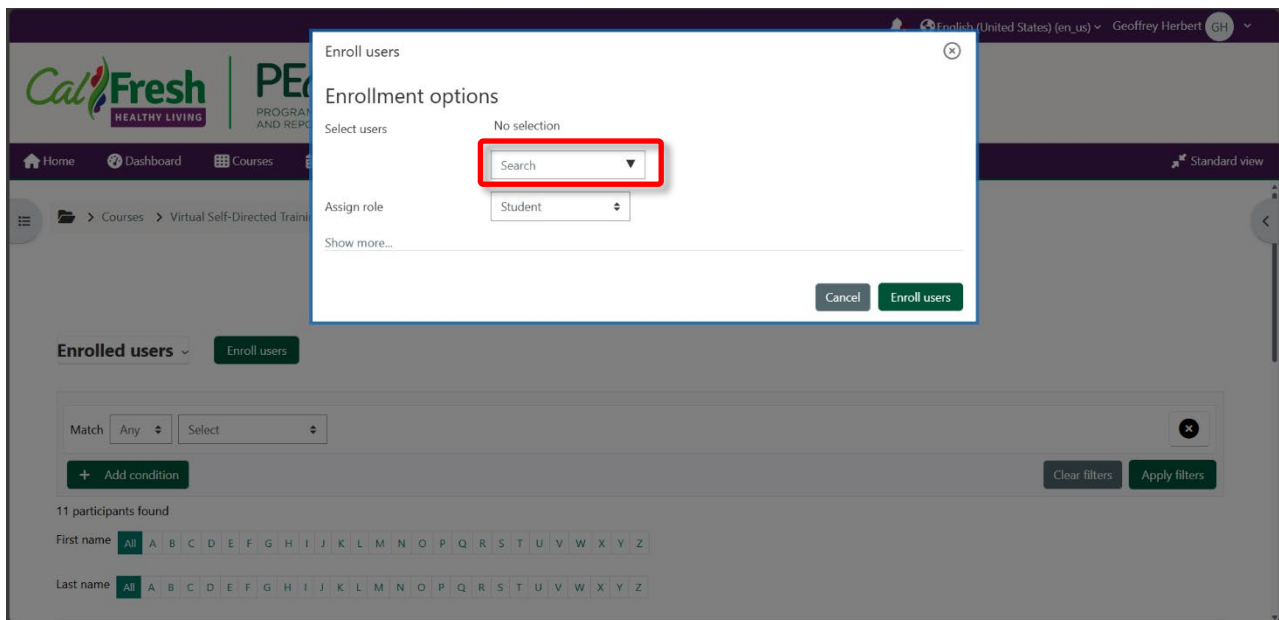 English (United States) (en_us) Geoffrey Herbert GH
Enroll users
CalFresh
HEALTHY LIVING
Enrollment options
PROGRAM
AND REPO
Select users No selection
Search
Home Dashboard Courses Standard view
Assign role Student
> Courses > Virtual Self-Directed Traini
Show more...
Cancel Enroll users
Enrolled users Enroll users
Match Any Select
+ Add condition Clear filters Apply filters
11 participants found
First name All A B C D E F G H I J K L M N O P Q R S T U V W X Y Z
Last name All A B C D E F G H I J K L M N O P Q R S T U V W X Y Z